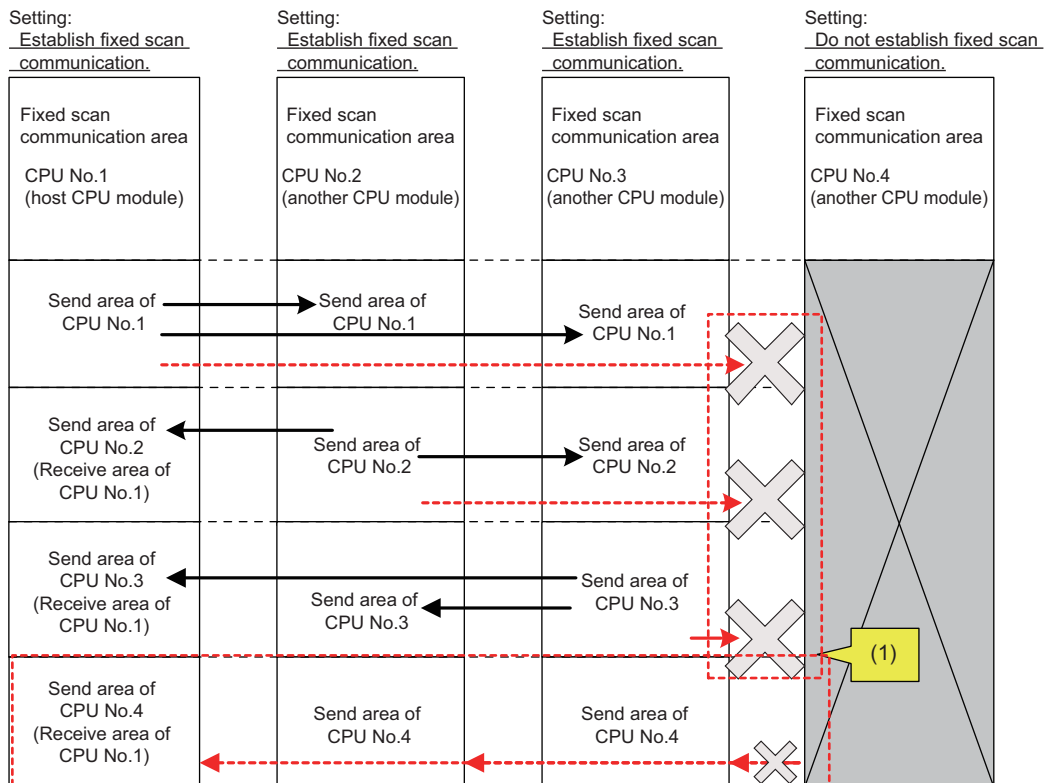 Setting:
Establish fixed scan
communication.
Setting:
Establish fixed scan
communication.
Setting:
Establish fixed scan
communication.
Setting:
Do not establish fixed scan
communication.
Fixed scan
communication area
CPU No.1
(host CPU module)
Fixed scan
communication area
CPU No.2
(another CPU module)
Fixed scan
communication area
CPU No.3
(another CPU module)
Fixed scan
communication area
CPU No.4
(another CPU module)
Send area of
CPU No.1
Send area of
CPU No.1
Send area of
CPU No.1
Send area of
CPU No.2
(Receive area of
CPU No.1)
Send area of
CPU No.2
Send area of
CPU No.2
Send area of
CPU No.3
(Receive area of
CPU No.1)
Send area of
CPU No.3
Send area of
CPU No.3
(1)
Send area of
CPU No.4
(Receive area of
CPU No.1)
Send area of
CPU No.4
Send area of
CPU No.4